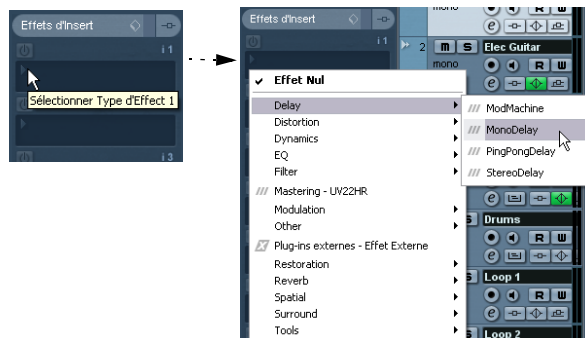 Effets d'Insert
i 1
Sélectionner Type d'Effect 1
i 3
Effets d'Insert
i 1
mono
2 m S Elec Guitar
mono
R W
e
✓ Effet Nul
Delay
Distortion
Dynamics
EQ
Filter
Mastering - UV22HR
Modulation
Other
Plug-ins externes - Effet Externe
Restoration
Reverb
Spatial
Surround
Tools
ModMachine
MonoDelay
PingPongDelay
StereoDelay
e
S Drums
R W
e
S Loop 1
R W
e
S Loop 2